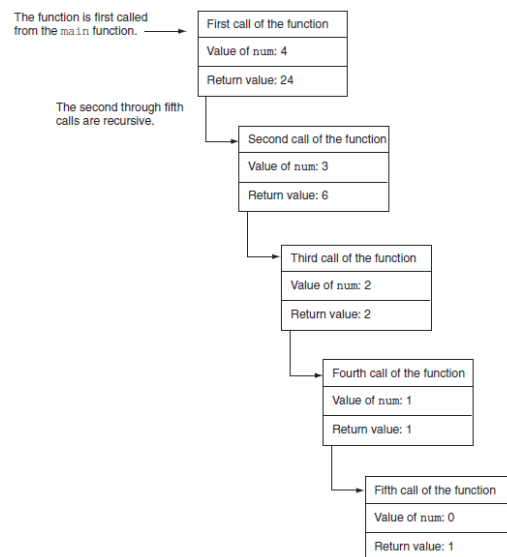 The function is first called
from the main function.
First call of the function
Value of num: 4
Return value: 24
The second through fifth
calls are recursive.
Second call of the function
Value of num: 3
Return value: 6
Third call of the function
Value of num: 2
Return value: 2
Fourth call of the function
Value of num: 1
Return value: 1
Fifth call of the function
Value of num: 0
Return value: 1